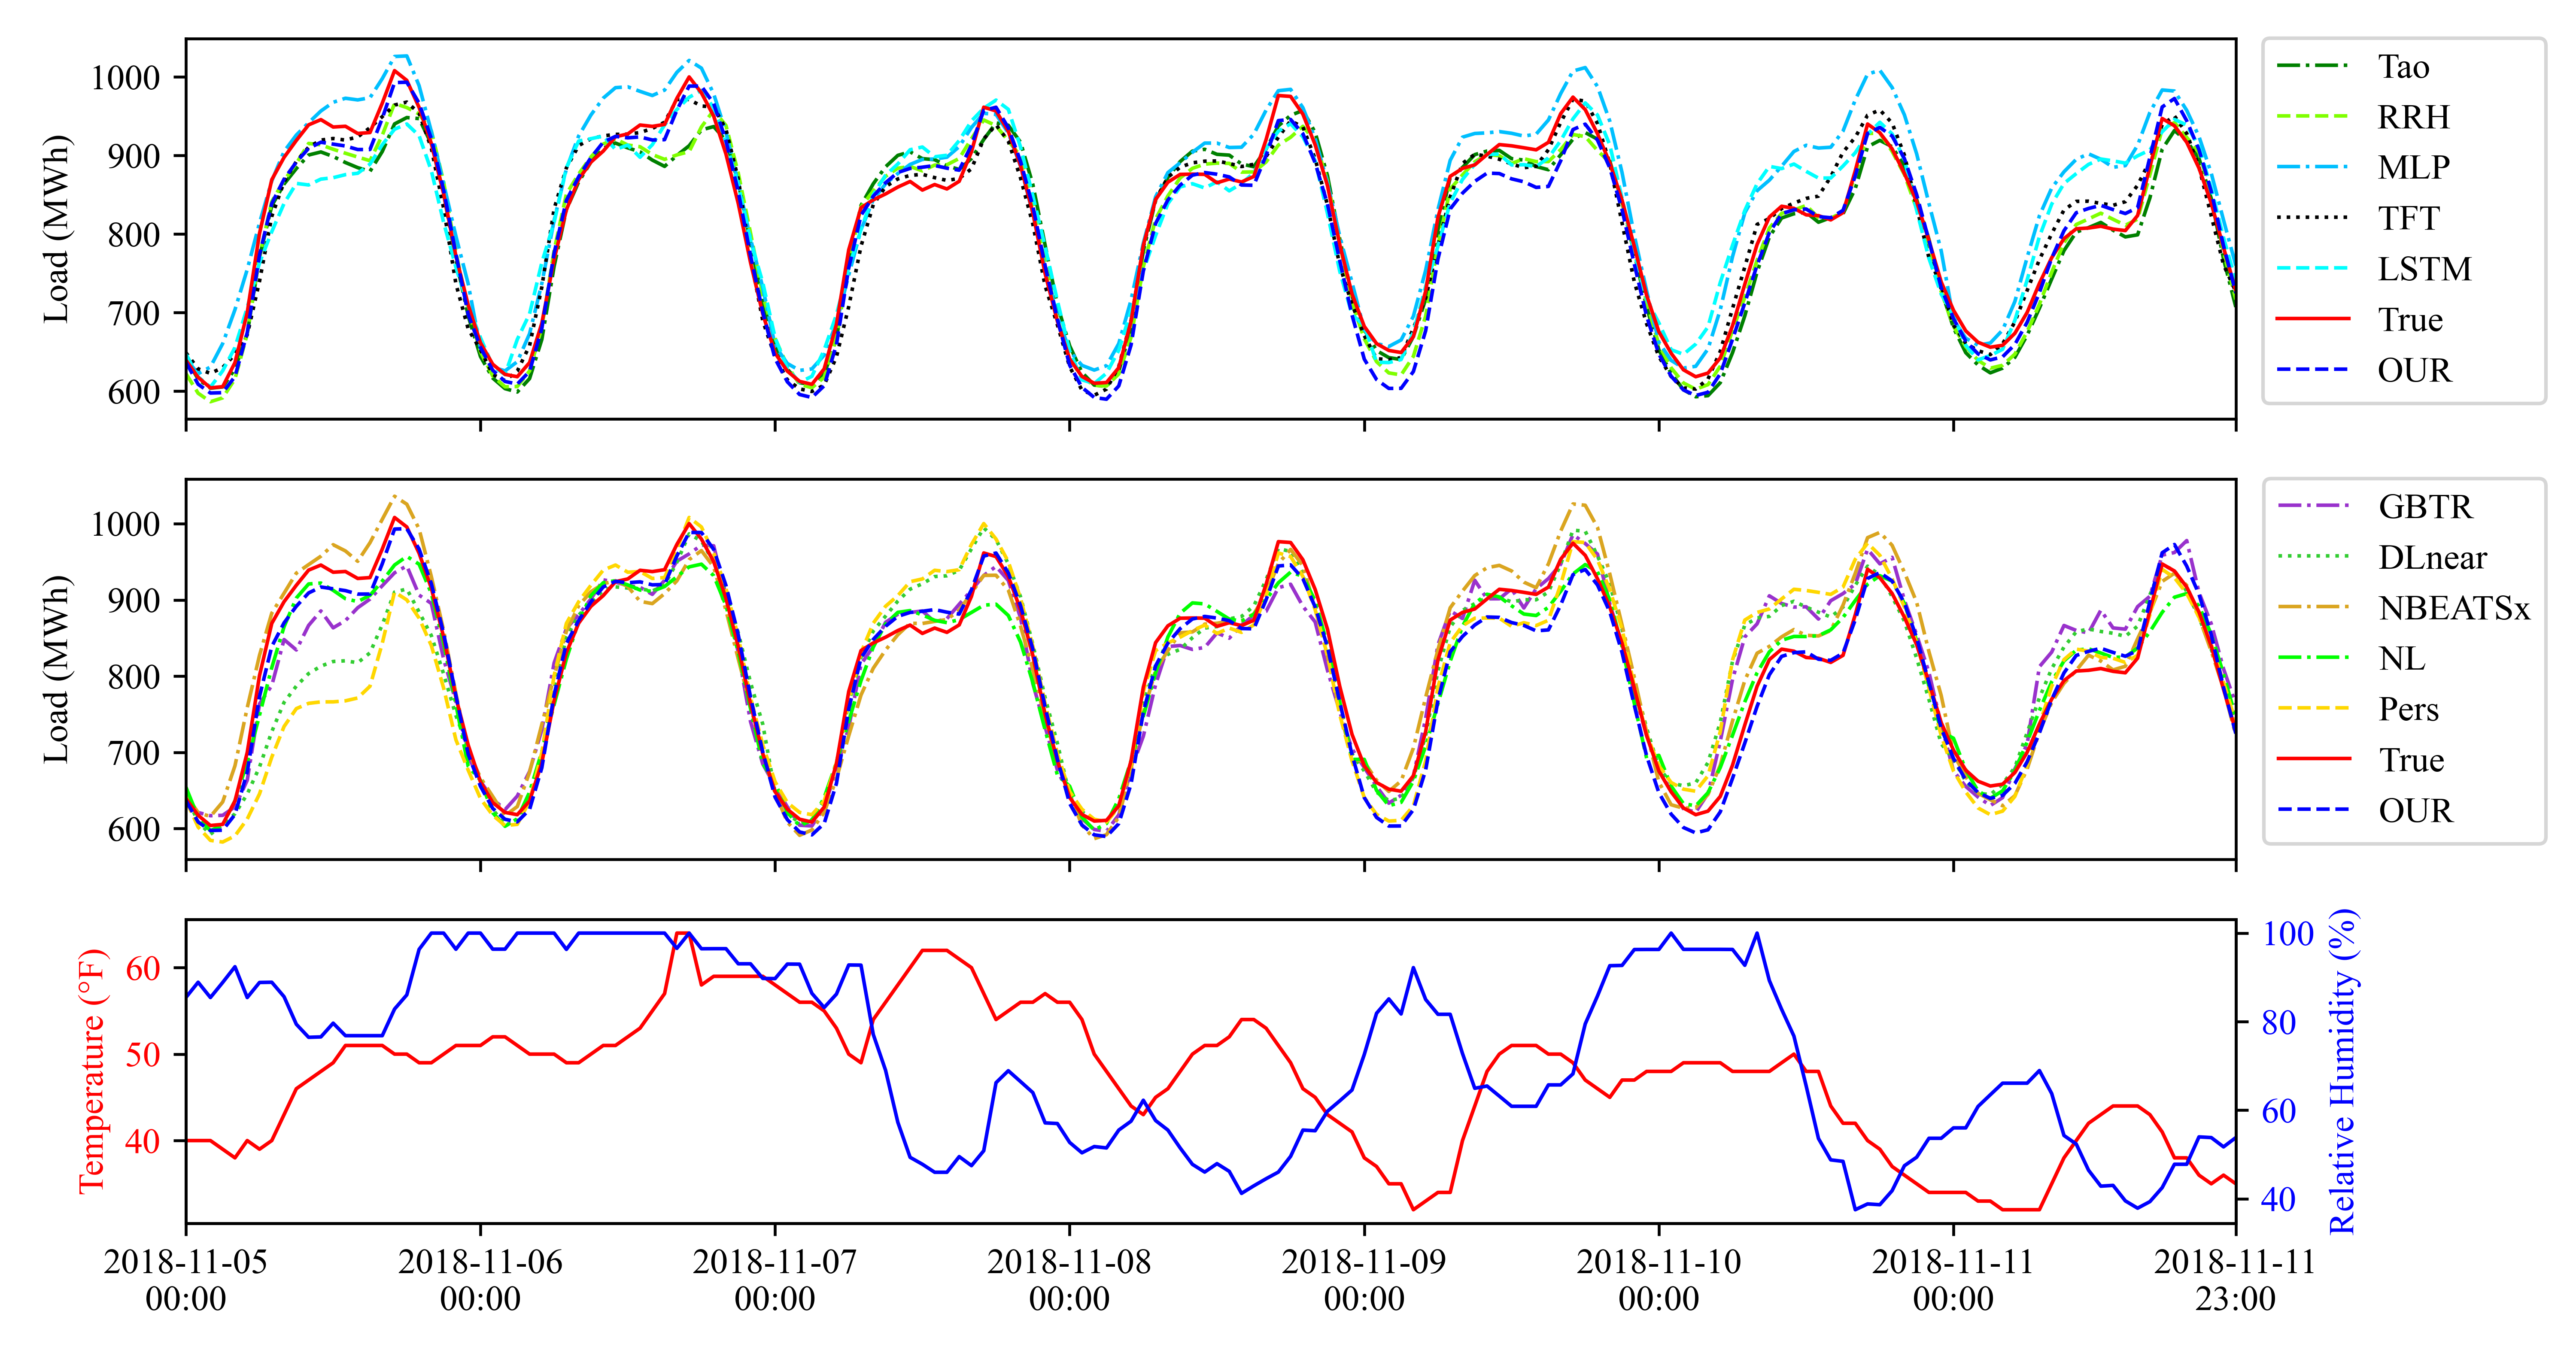 Load (MWh)
1000
900
800
700
600
Tao
RRH
MLP
TFT
LSTM
True
OUR
Load (MWh)
1000
900
800
700
600
GBTR
DLnear
NBEATSx
NL
Pers
True
OUR
Temperature (°F)
60
50
40
100
80
60
40
Relative Humidity (%)
2018-11-05 2018-11-06 2018-11-07 2018-11-08 2018-11-09 2018-11-10 2018-11-11 2018-11-11
00:00 00:00 00:00 00:00 00:00 00:00 00:00 23:00